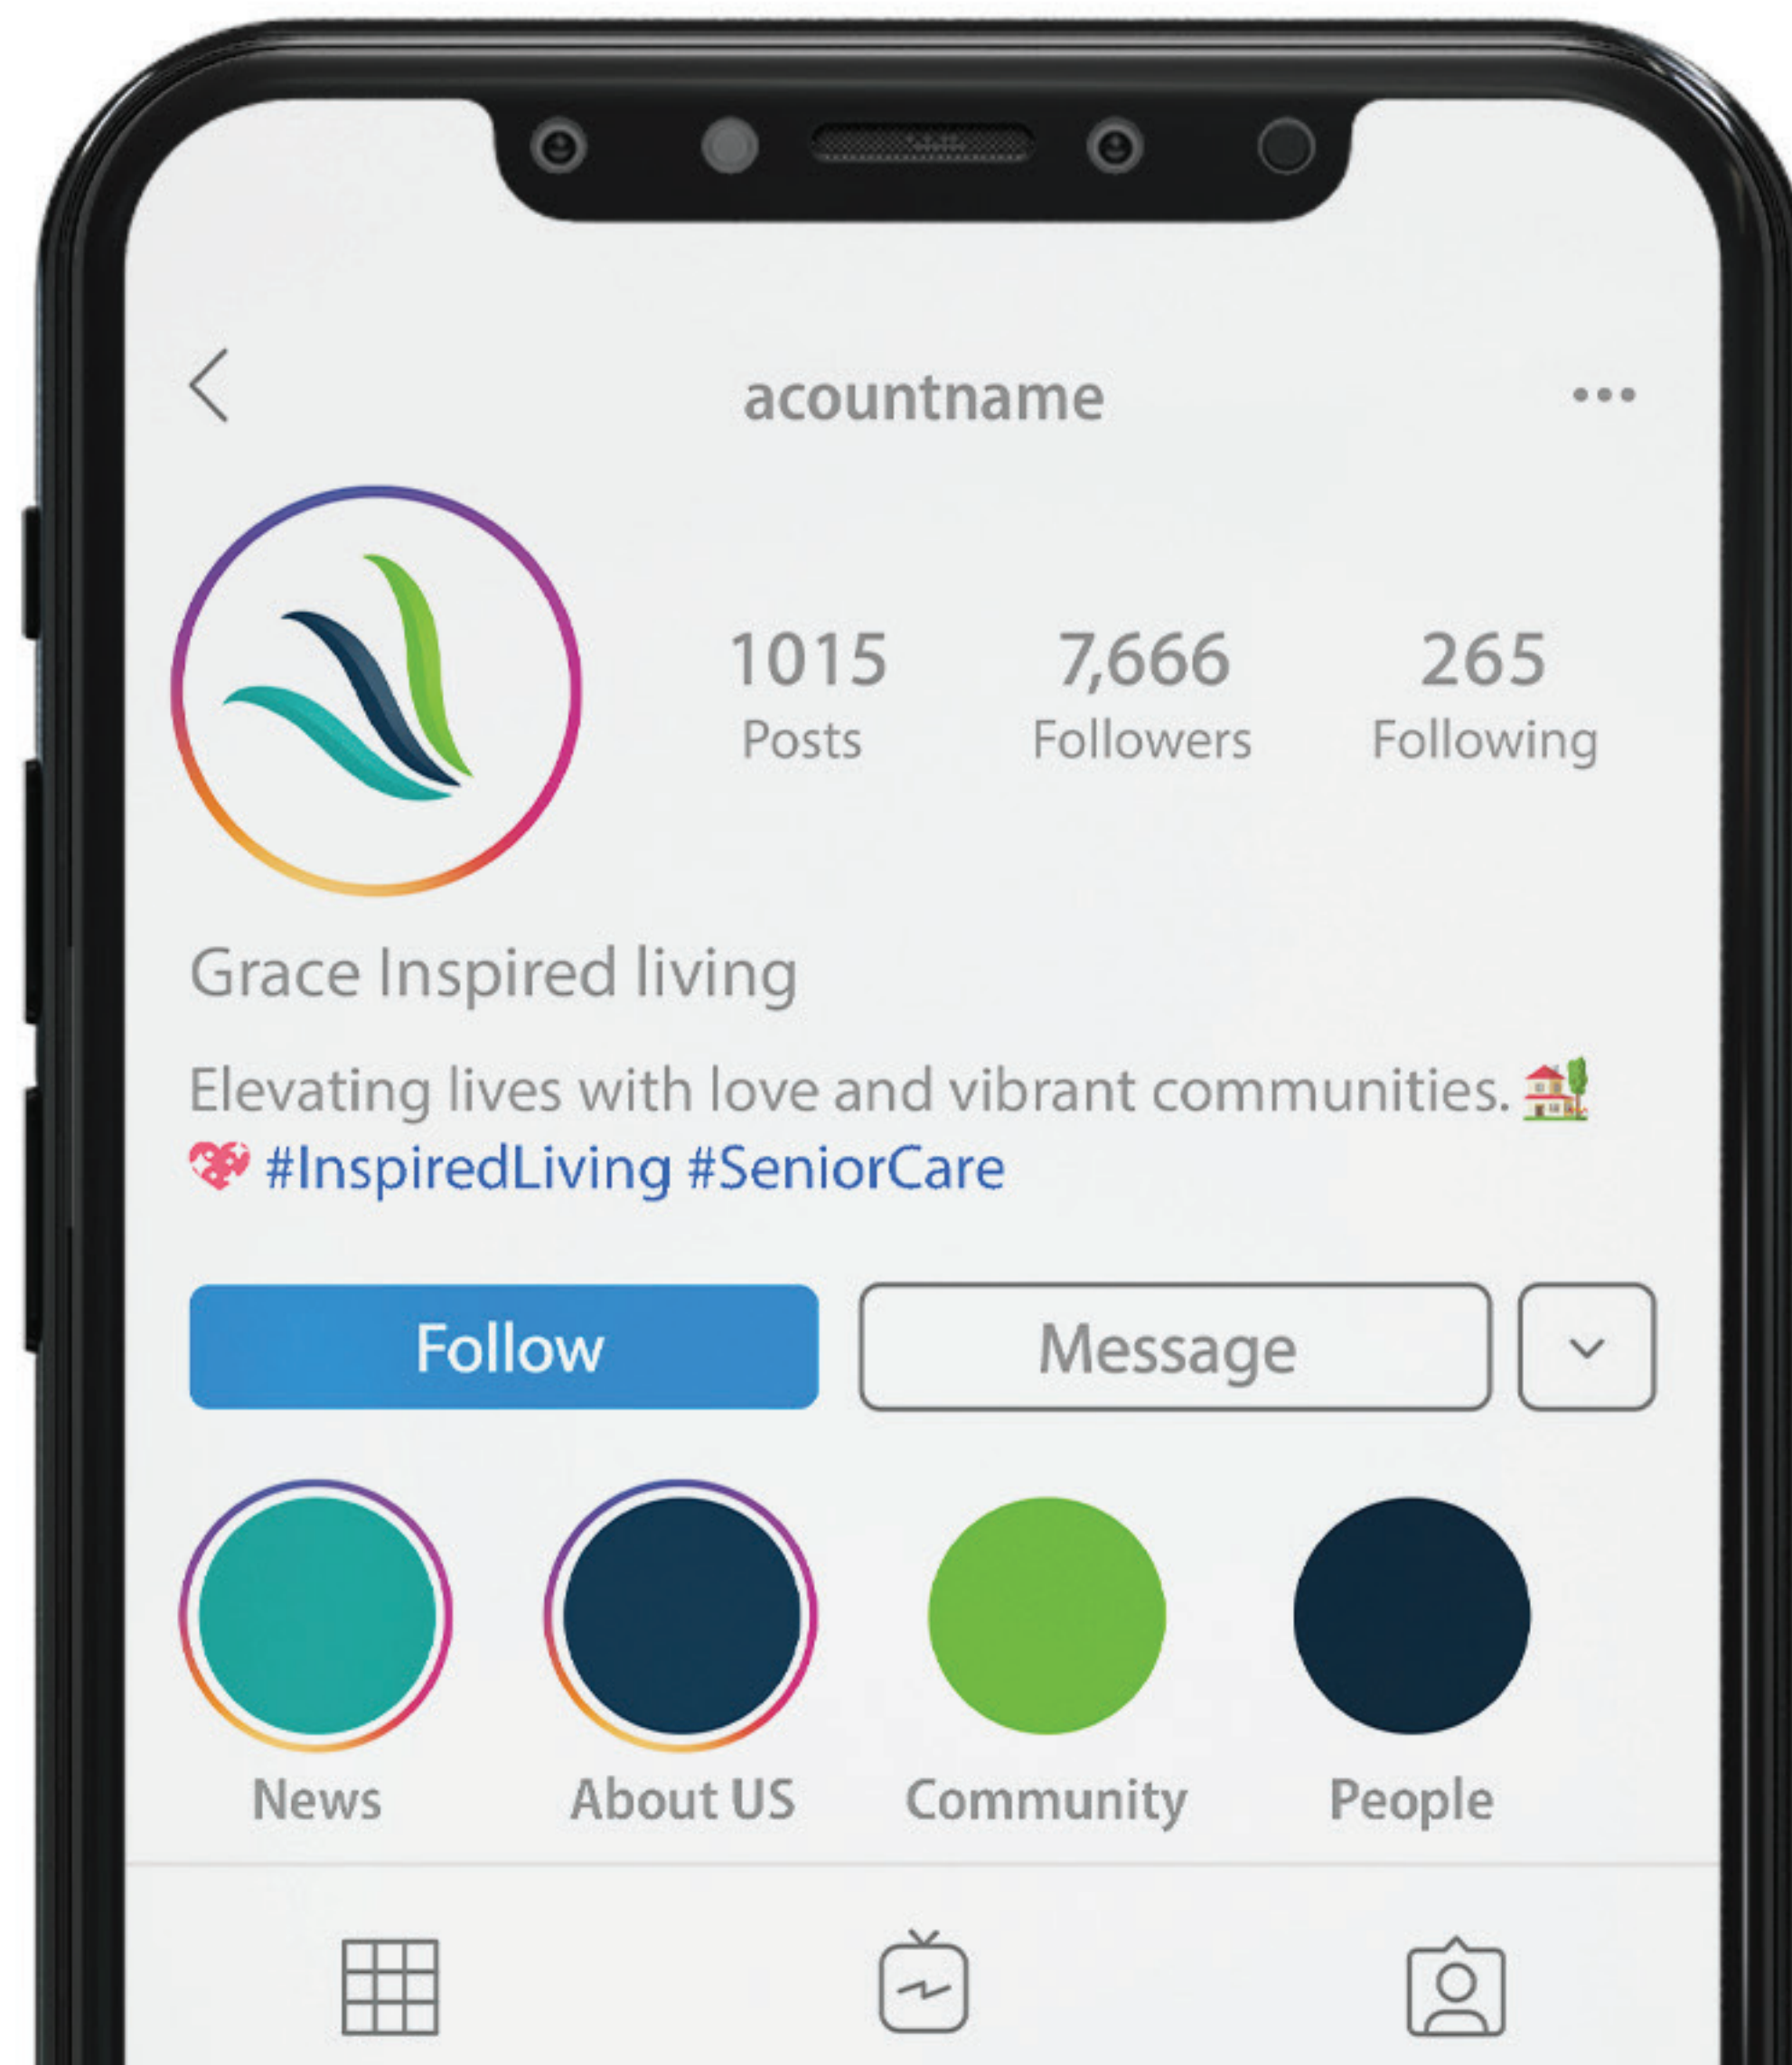 acountname
1015 7,666 265
Posts Followers Following
Grace Inspired living
Elevating lives with love and vibrant communities. 🏡
💖 #InspiredLiving #SeniorCare
Follow Message
News About US Community People